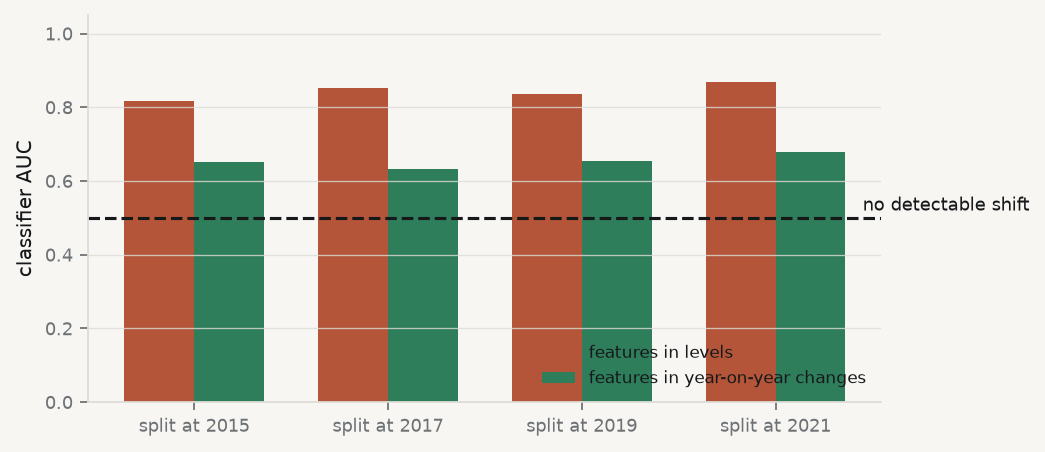 classifier AUC
1.0
0.8
0.6
0.4
0.2
0.0
no detectable shift
features in levels
features in year-on-year changes
split at 2015
split at 2017
split at 2019
split at 2021